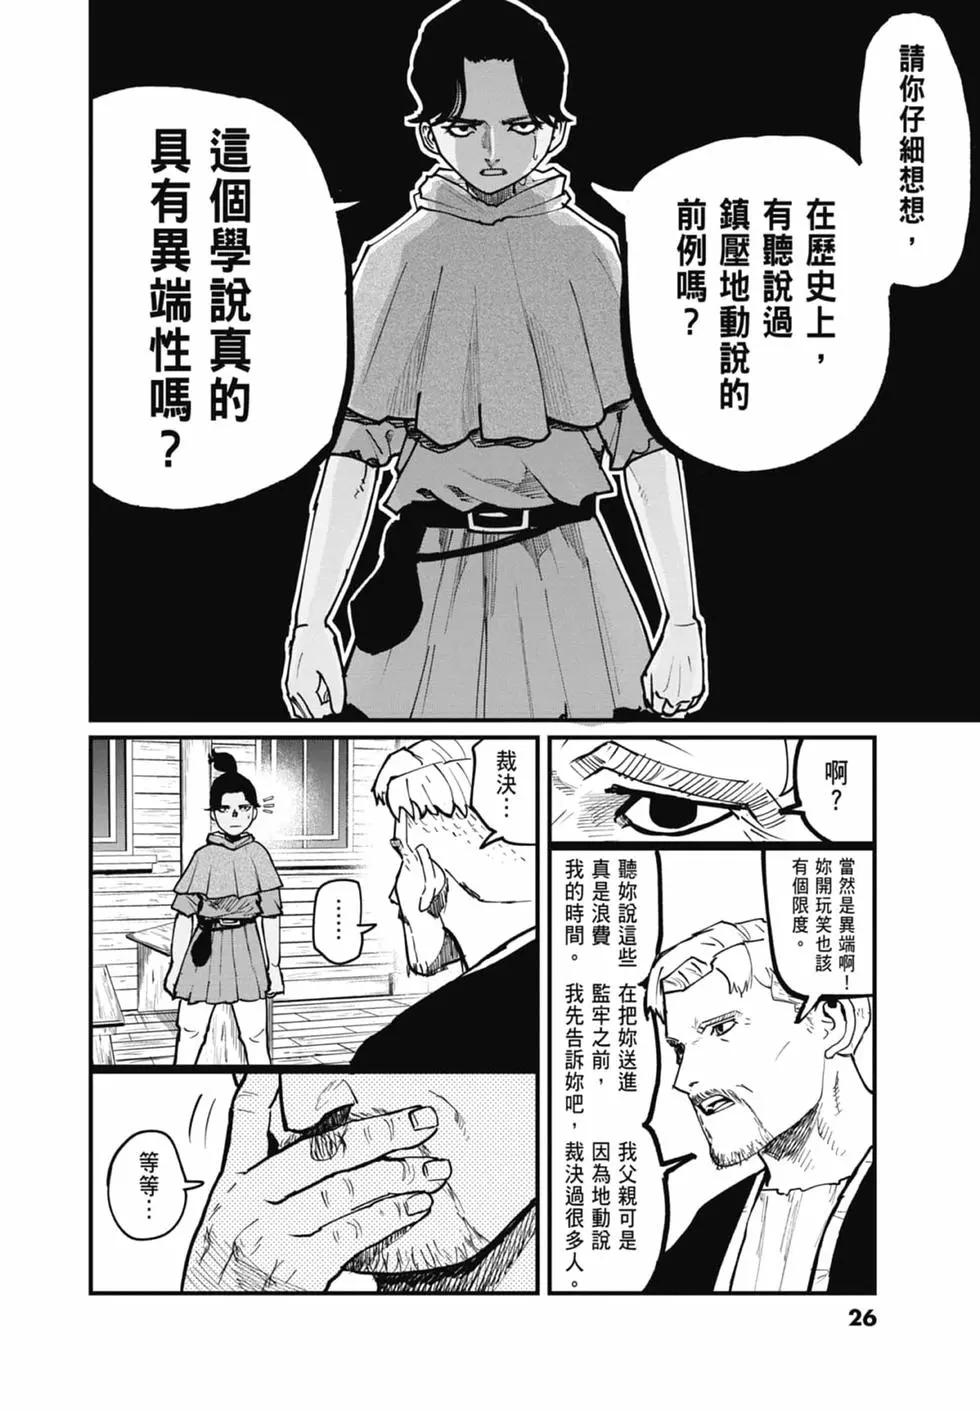 請你仔細想想，
在歷史上，
有聽說過
鎮壓地動說的
前例嗎？
這個學說真的
具有異端性嗎？
啊？
當然是異端啊！
妳開玩笑也該
有個限度。
聽妳說這些
真是浪費
我的時間。
在把妳送進
監牢之前，
我先告訴妳吧，
我父親可是
因為地動說
裁決過很多人。
裁決…
……
等等…
26